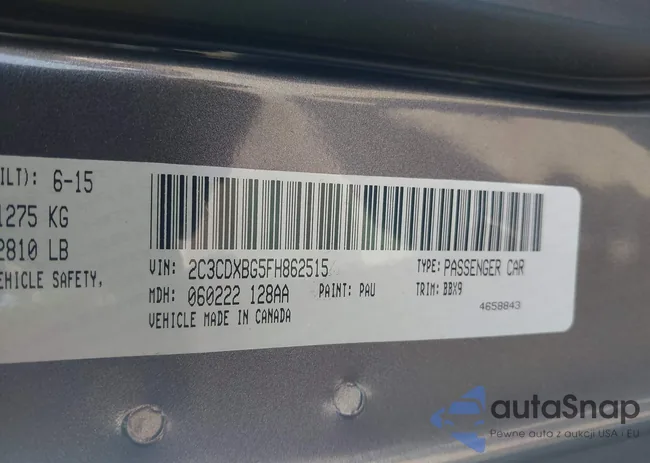 ILT): 6-15
1275 KG
2810 LB
EHICLE SAFETY,
VIN: 2C3CDXBG5FH862515
TYPE: PASSENGER CAR
MDH: 060222 128AA
PAINT: PAU
TRIM: BBX9
VEHICLE MADE IN CANADA
4658843
autaSnap
Pewne auta z aukcji USA i EU